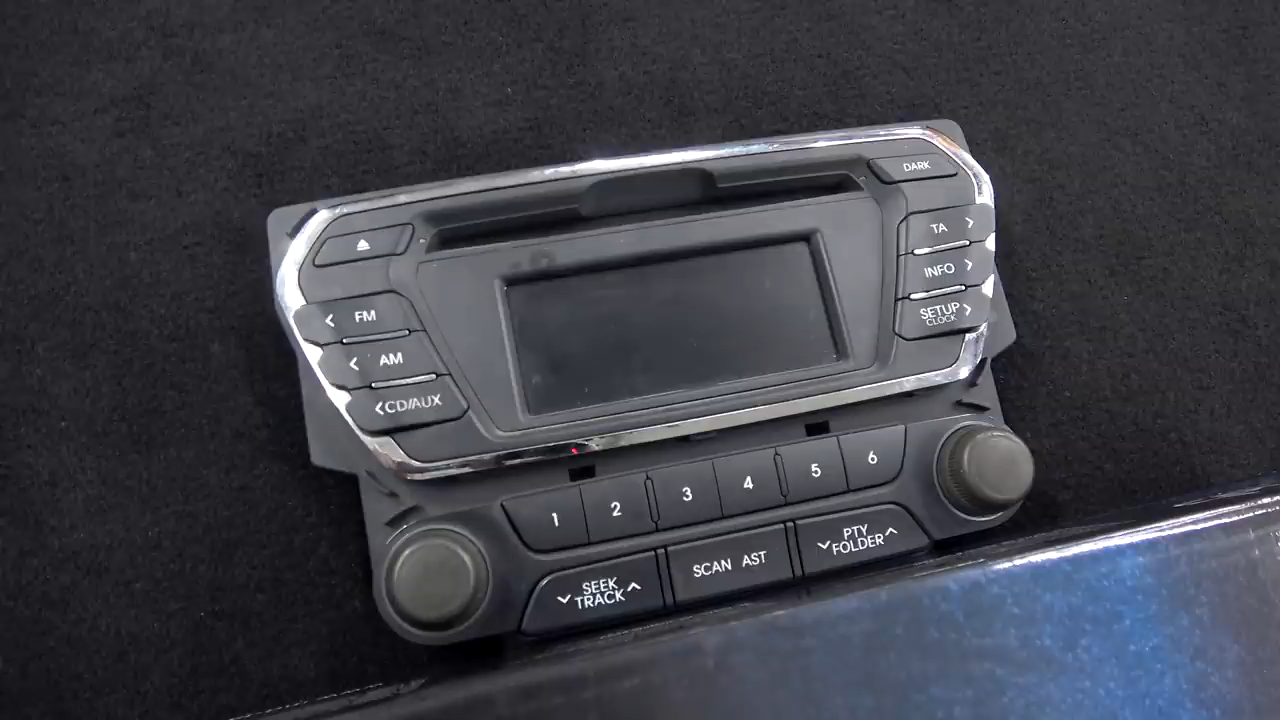 DARK
TA
INFO
SETUP
CLOCK
FM
AM
CD/AUX
1 2 3 4 5 6
SEEK
TRACK
SCAN AST
PTY
FOLDER